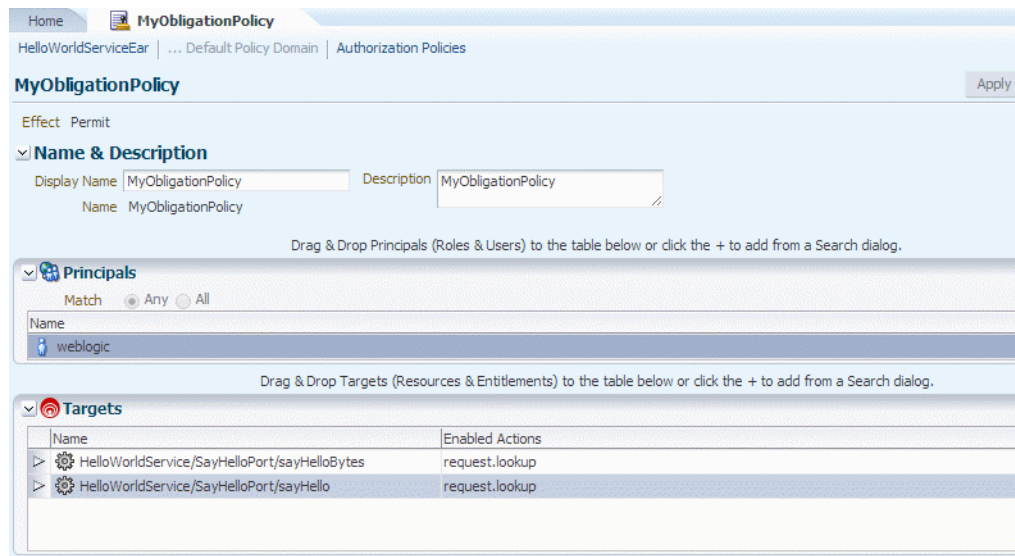 Home MyObligationPolicy
HelloWorldServiceEar | ... Default Policy Domain | Authorization Policies
MyObligationPolicy Apply
Effect Permit
Name & Description
Display Name MyObligationPolicy Description MyObligationPolicy
Name MyObligationPolicy
Drag & Drop Principals (Roles & Users) to the table below or click the + to add from a Search dialog.
Principals
Match Any All
Name
weblogic
Drag & Drop Targets (Resources & Entitlements) to the table below or click the + to add from a Search dialog.
Targets
Name Enabled Actions
HelloWorldService/SayHelloPort/sayHelloBytes request.lookup
HelloWorldService/SayHelloPort/sayHello request.lookup